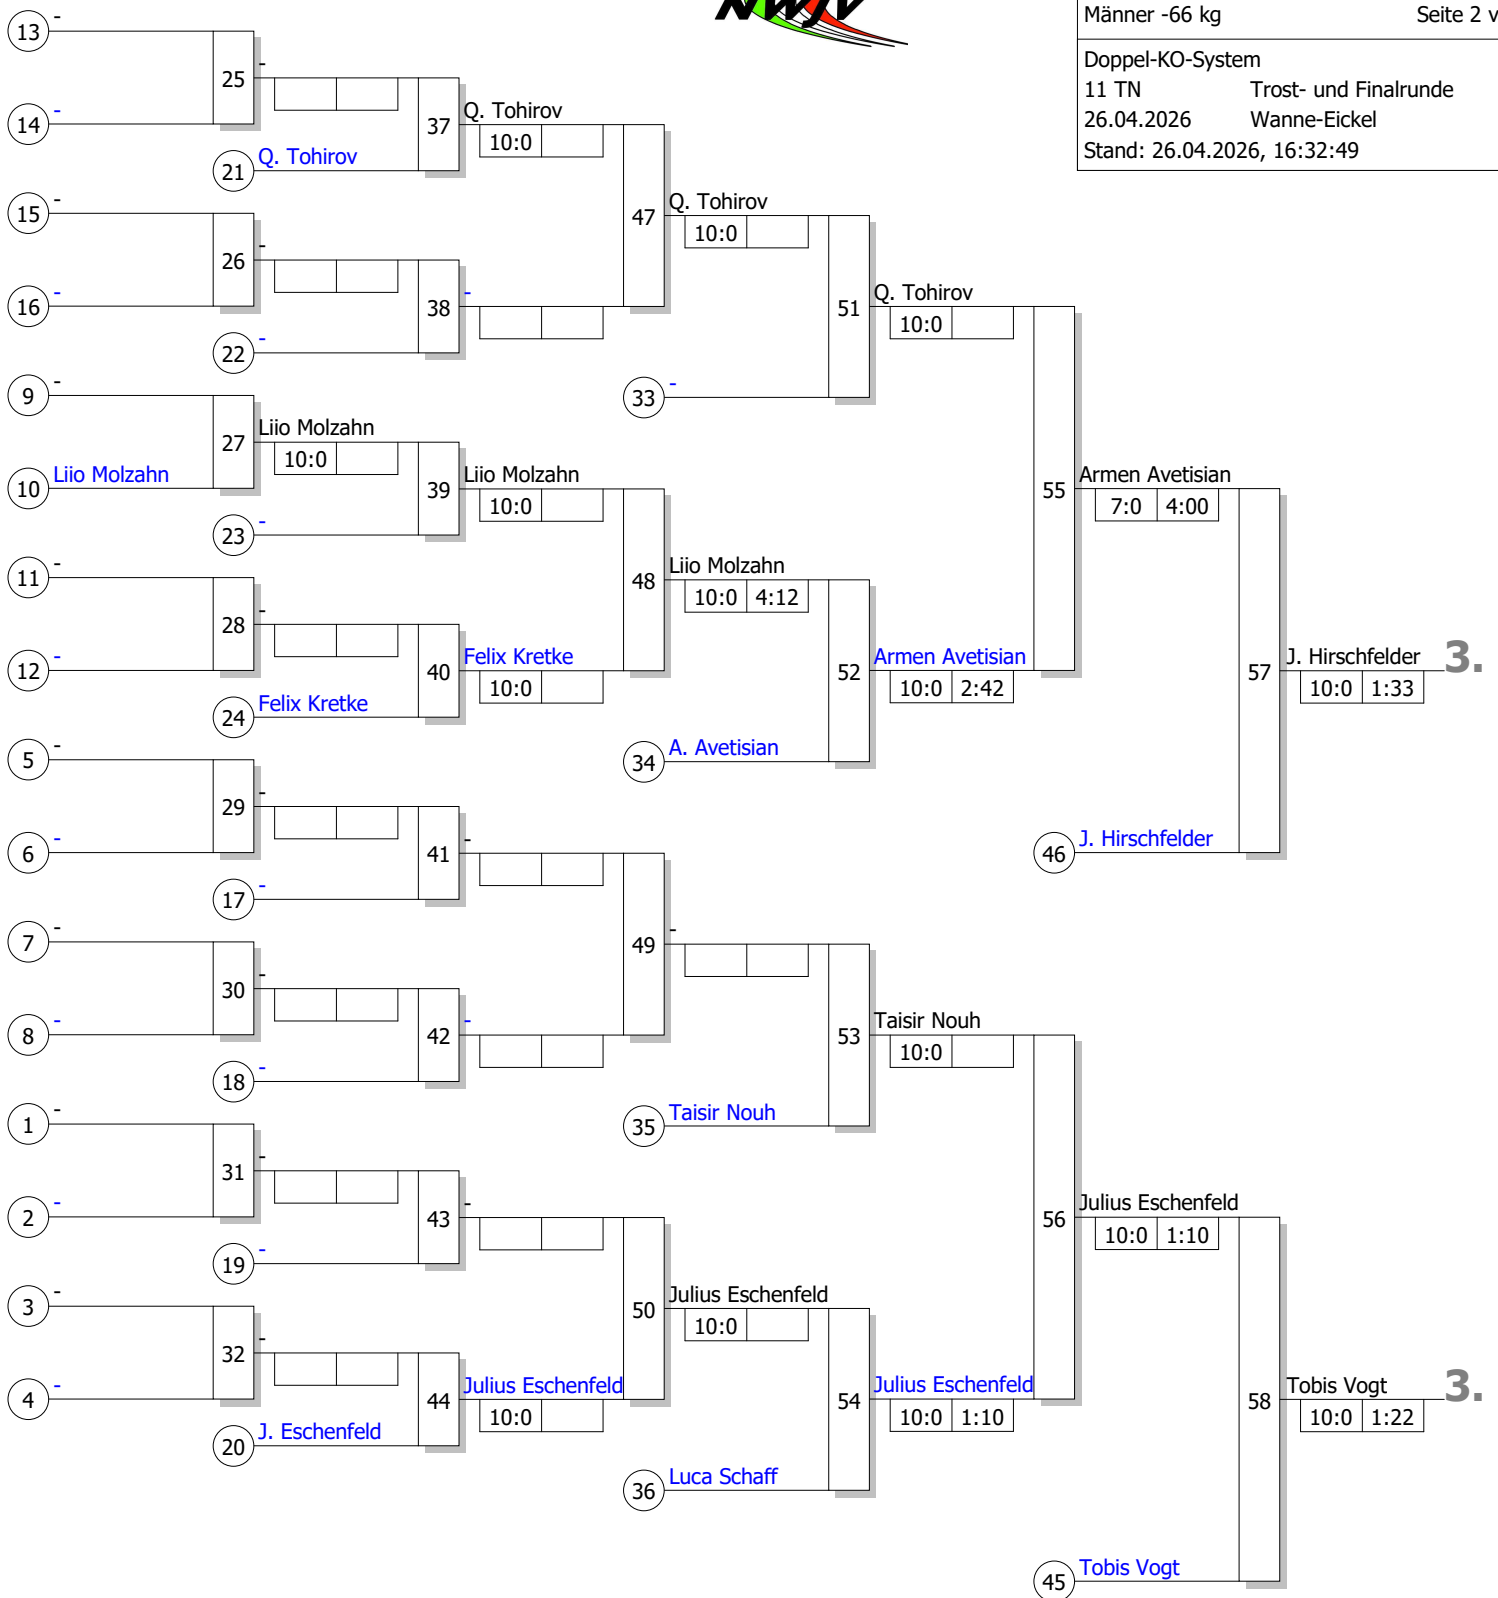 NWJV
Männer -66 kg Seite 2 v
Doppel-KO-System
11 TN Trost- und Finalrunde
26.04.2026 Wanne-Eickel
Stand: 26.04.2026, 16:32:49
13 -
25 -
14 -
37 Q. Tohirov
10:0
21 Q. Tohirov
47 Q. Tohirov
10:0
15 -
26 -
16 -
38 -
22 -
51 Q. Tohirov
10:0
33 -
9 -
27 Liio Molzahn
10:0
10 Liio Molzahn
39 Liio Molzahn
10:0
23 -
55 Armen Avetisian
7:0 4:00
11 -
28 -
12 -
48 Liio Molzahn
10:0 4:12
40 Felix Kretke
10:0
24 Felix Kretke
52 Armen Avetisian
10:0 2:42
34 A. Avetisian
57 J. Hirschfelder 3.
10:0 1:33
46 J. Hirschfelder
5 -
29 -
6 -
41 -
17 -
49 -
7 -
30 -
8 -
42 -
18 -
53 Taisir Nouh
10:0
35 Taisir Nouh
1 -
31 -
2 -
43 -
19 -
56 Julius Eschenfeld
10:0 1:10
3 -
32 -
4 -
50 Julius Eschenfeld
10:0
44 Julius Eschenfeld
10:0
20 J. Eschenfeld
54 Julius Eschenfeld
10:0 1:10
36 Luca Schaff
58 Tobis Vogt 3.
10:0 1:22
45 Tobis Vogt